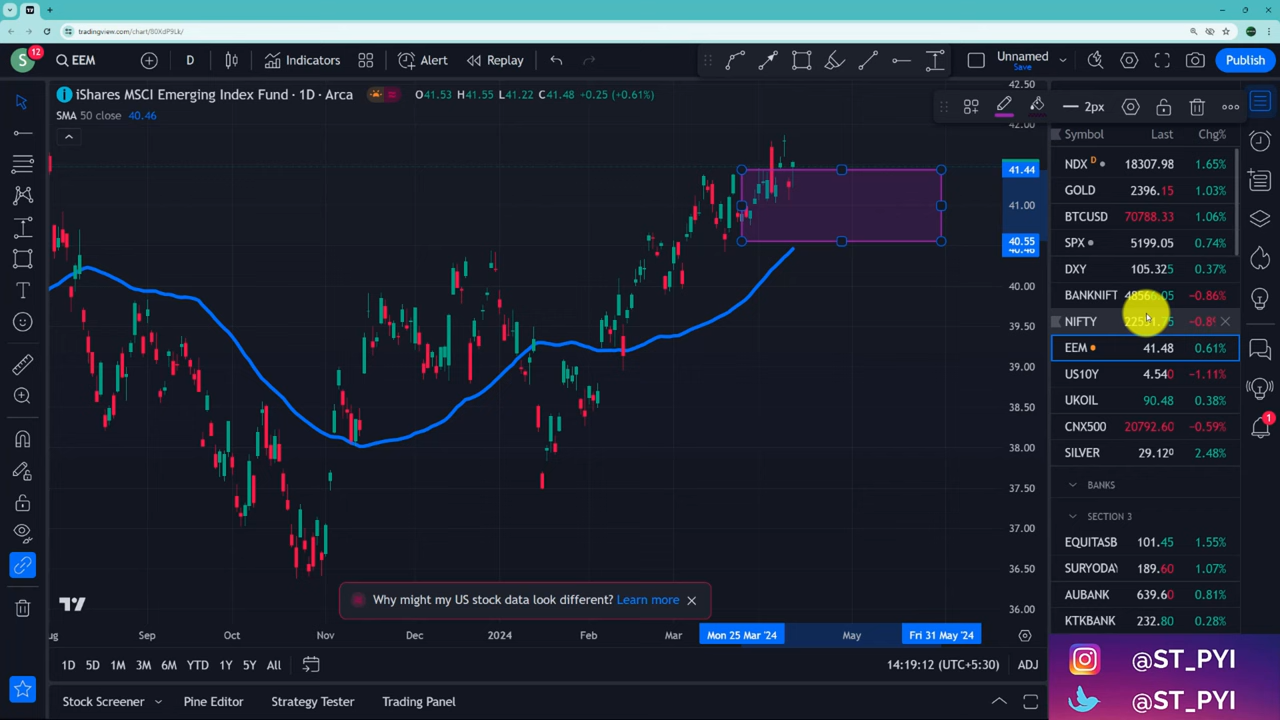 tradingview.com/chart/80XdP9Lk/
S 12 EEM D Indicators Alert Replay Unnamed Save Publish
iShares MSCI Emerging Index Fund · 1D · Arca O41.53 H41.55 L41.22 C41.48 +0.25 (+0.61%)
SMA 50 close 40.46
2px
Symbol Last Chg%
NDX D 18307.98 1.65%
GOLD 2396.15 1.03%
BTCUSD 70788.33 1.06%
SPX 5199.05 0.74%
DXY 105.325 0.37%
BANKNIFT −0.86%
NIFTY
EEM 41.48 0.61%
US10Y 4.540 −1.11%
UKOIL 90.48 0.38%
CNX500 20792.60 −0.59%
SILVER 29.120 2.48%
BANKS
SECTION 3
EQUITASB 101.45 1.55%
SURYODAY 189.60 1.07%
AUBANK 639.60 0.81%
KTKBANK 232.80 0.28%
42.50
42.00
41.44
41.00
40.55
40.46
40.00
39.50
39.00
38.50
38.00
37.50
37.00
36.50
36.00
1
Why might my US stock data look different? Learn more
Sep Oct Nov Dec 2024 Feb Mar Mon 25 Mar '24 May Fri 31 May '24
1D 5D 1M 3M 6M YTD 1Y 5Y All 14:19:12 (UTC+5:30) ADJ
Stock Screener Pine Editor Strategy Tester Trading Panel
@ST_PYI
@ST_PYI